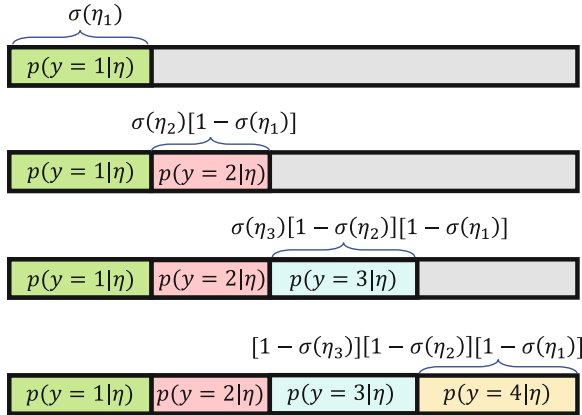 σ(η₁)
p(y = 1|η)
σ(η₂)[1 − σ(η₁)]
p(y = 1|η) p(y = 2|η)
σ(η₃)[1 − σ(η₂)][1 − σ(η₁)]
p(y = 1|η) p(y = 2|η) p(y = 3|η)
[1 − σ(η₃)][1 − σ(η₂)][1 − σ(η₁)]
p(y = 1|η) p(y = 2|η) p(y = 3|η) p(y = 4|η)